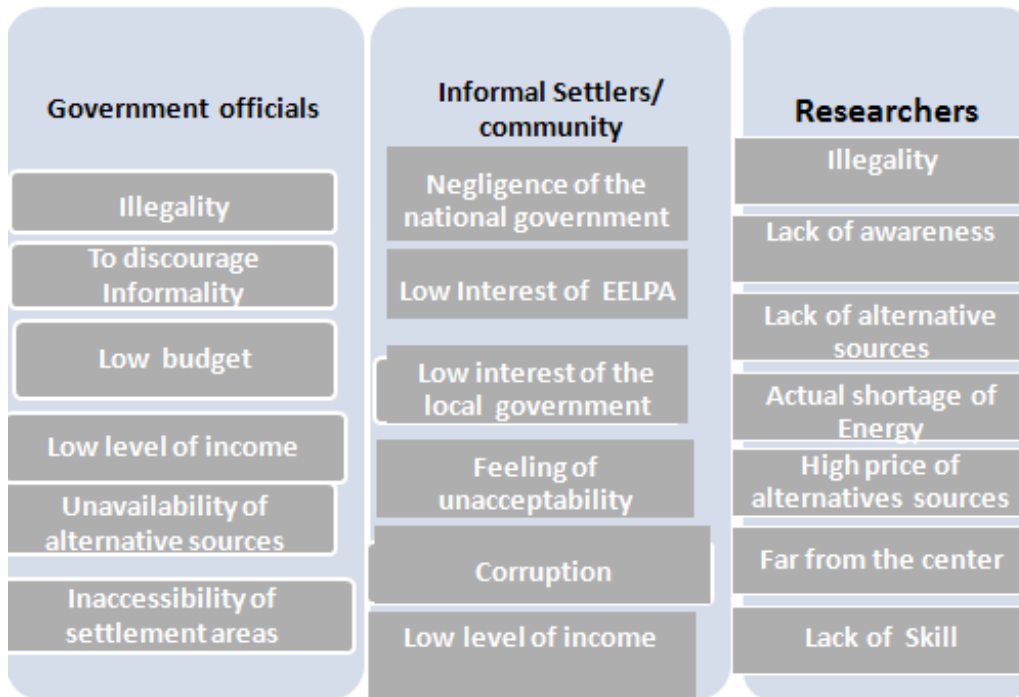 Government officials
Illegality
To discourage
Informality
Low budget
Low level of income
Unavailability of
alternative sources
Inaccessibility of
settlement areas
Informal Settlers/
community
Negligence of the
national government
Low Interest of EELPA
Low interest of the
local government
Feeling of
unacceptability
Corruption
Low level of income
Researchers
Illegality
Lack of awareness
Lack of alternative
sources
Actual shortage of
Energy
High price of
alternatives sources
Far from the center
Lack of Skill